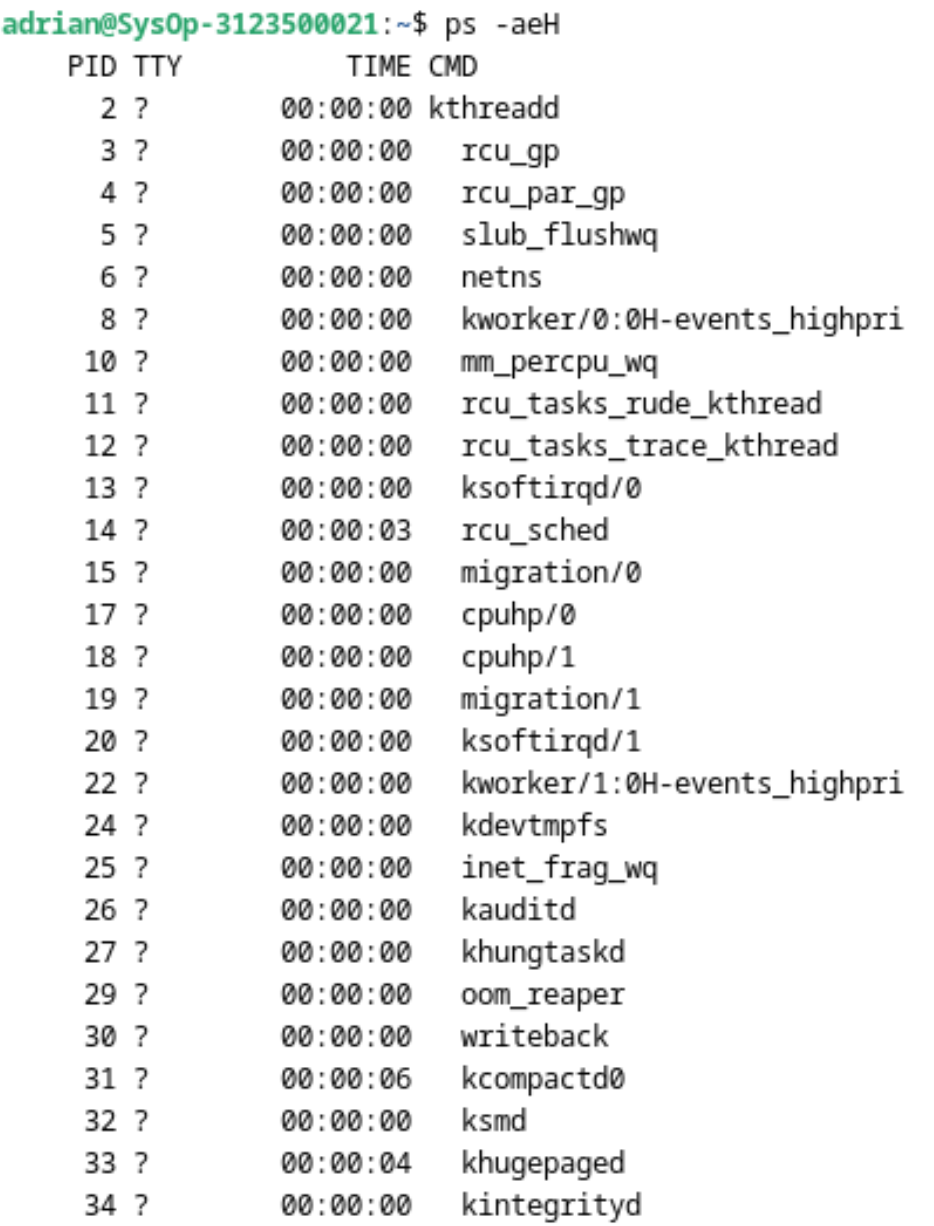 adrian@SysOp-3123500021:~$ ps -aeH
    PID TTY          TIME CMD
      2 ?        00:00:00 kthreadd
      3 ?        00:00:00   rcu_gp
      4 ?        00:00:00   rcu_par_gp
      5 ?        00:00:00   slub_flushwq
      6 ?        00:00:00   netns
      8 ?        00:00:00   kworker/0:0H-events_highpri
     10 ?        00:00:00   mm_percpu_wq
     11 ?        00:00:00   rcu_tasks_rude_kthread
     12 ?        00:00:00   rcu_tasks_trace_kthread
     13 ?        00:00:00   ksoftirqd/0
     14 ?        00:00:03   rcu_sched
     15 ?        00:00:00   migration/0
     17 ?        00:00:00   cpuhp/0
     18 ?        00:00:00   cpuhp/1
     19 ?        00:00:00   migration/1
     20 ?        00:00:00   ksoftirqd/1
     22 ?        00:00:00   kworker/1:0H-events_highpri
     24 ?        00:00:00   kdevtmpfs
     25 ?        00:00:00   inet_frag_wq
     26 ?        00:00:00   kauditd
     27 ?        00:00:00   khungtaskd
     29 ?        00:00:00   oom_reaper
     30 ?        00:00:00   writeback
     31 ?        00:00:06   kcompactd0
     32 ?        00:00:00   ksmd
     33 ?        00:00:04   khugepaged
     34 ?        00:00:00   kintegrityd